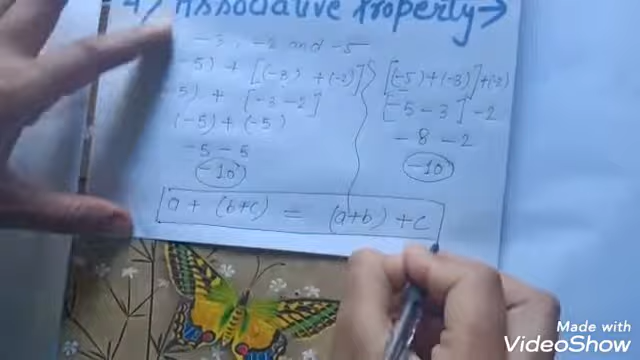 4) Associative Property→
-3, -2 and -5
-5) + [(-3) + (-2)]
5) + [-3-2]
(-5) + (-5)
-5-5
-10
[(-5)+(-3)]+(-2)
[-5-3]-2
-8-2
-10
a + (b+c) = (a+b) + c
Made with
VideoShow